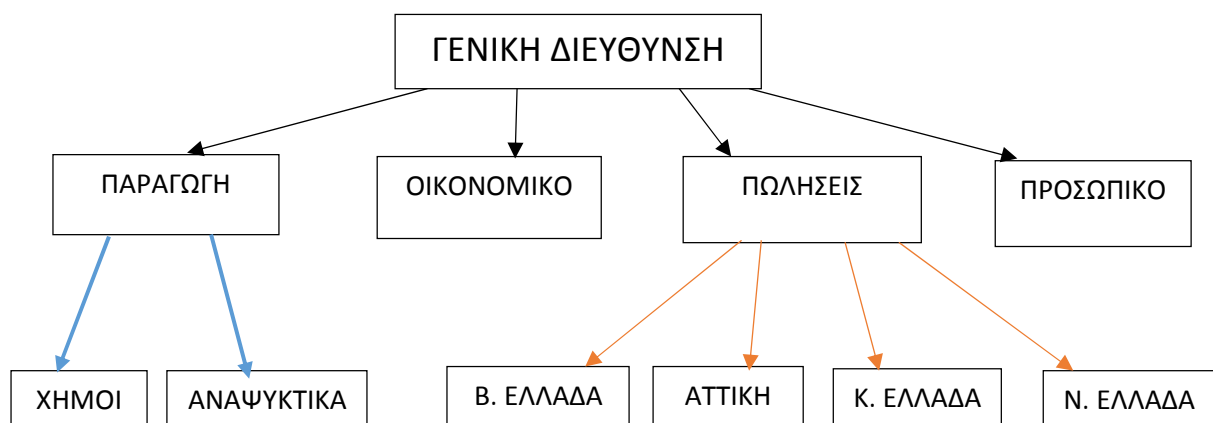 ΓΕΝΙΚΗ ΔΙΕΥΘΥΝΣΗ
ΠΑΡΑΓΩΓΗ
ΟΙΚΟΝΟΜΙΚΟ
ΠΩΛΗΣΕΙΣ
ΠΡΟΣΩΠΙΚΟ
ΧΗΜΟΙ
ΑΝΑΨΥΚΤΙΚΑ
Β. ΕΛΛΑΔΑ
ΑΤΤΙΚΗ
Κ. ΕΛΛΑΔΑ
Ν. ΕΛΛΑΔΑ